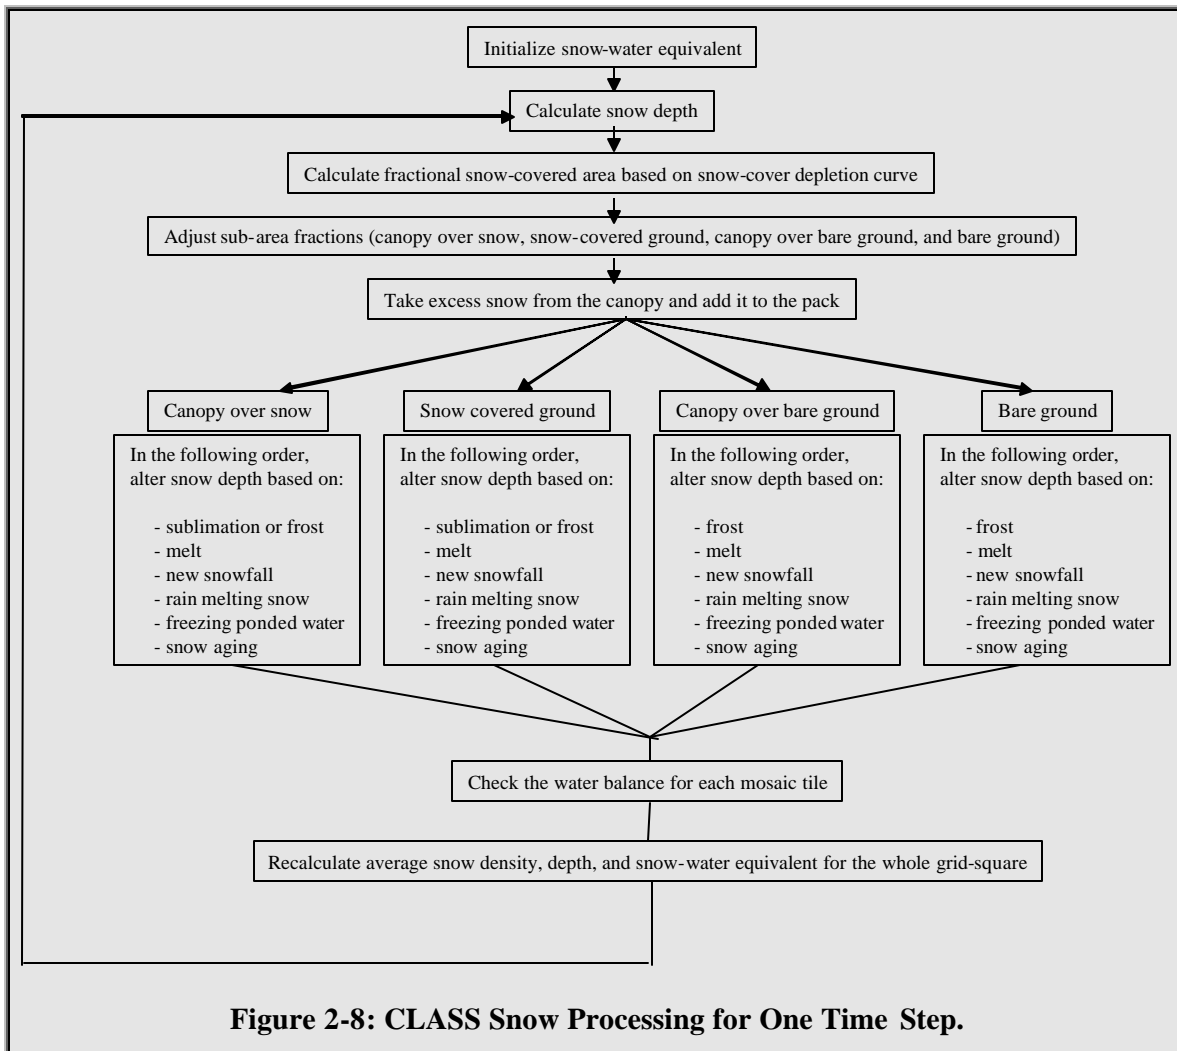 Initialize snow-water equivalent
Calculate snow depth
Calculate fractional snow-covered area based on snow-cover depletion curve
Adjust sub-area fractions (canopy over snow, snow-covered ground, canopy over bare ground, and bare ground)
Take excess snow from the canopy and add it to the pack
Canopy over snow
In the following order,
alter snow depth based on:
- sublimation or frost
- melt
- new snowfall
- rain melting snow
- freezing ponded water
- snow aging
Snow covered ground
In the following order,
alter snow depth based on:
- sublimation or frost
- melt
- new snowfall
- rain melting snow
- freezing ponded water
- snow aging
Canopy over bare ground
In the following order,
alter snow depth based on:
- frost
- melt
- new snowfall
- rain melting snow
- freezing ponded water
- snow aging
Bare ground
In the following order,
alter snow depth based on:
- frost
- melt
- new snowfall
- rain melting snow
- freezing ponded water
- snow aging
Check the water balance for each mosaic tile
Recalculate average snow density, depth, and snow-water equivalent for the whole grid-square
Figure 2-8: CLASS Snow Processing for One Time Step.